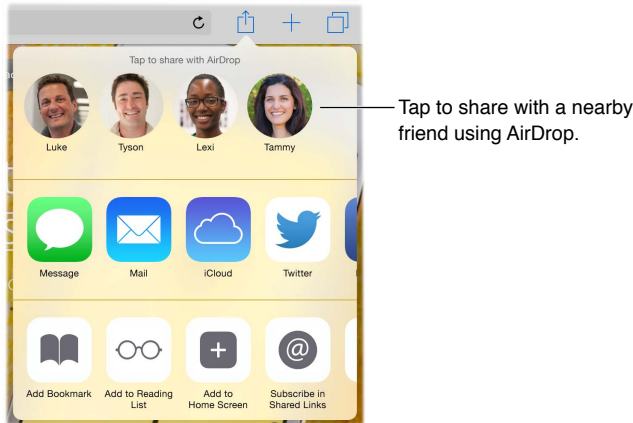 Tap to share with AirDrop
Luke Tyson Lexi Tammy
Tap to share with a nearby
friend using AirDrop.
Message Mail iCloud Twitter
Add Bookmark Add to Reading List Add to Home Screen Subscribe in Shared Links